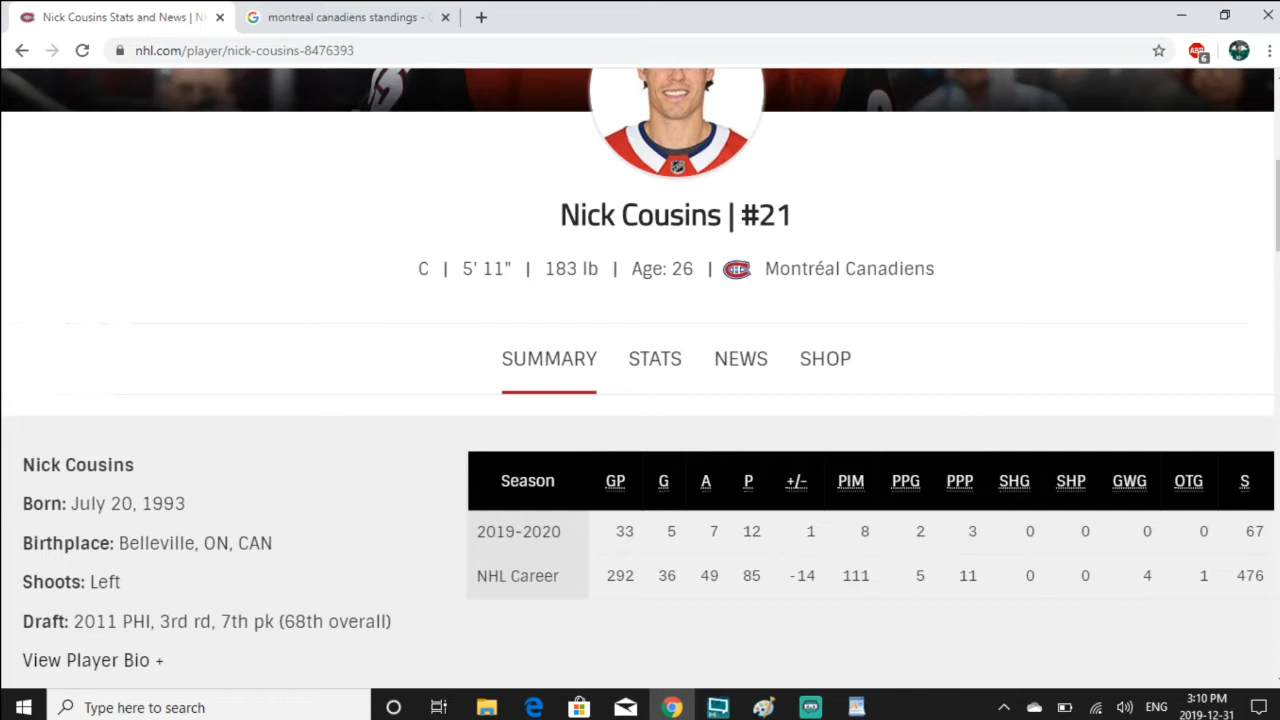 Nick Cousins Stats and News | N
montreal canadiens standings -
nhl.com/player/nick-cousins-8476393
ABP
6
Nick Cousins | #21
C | 5' 11" | 183 lb | Age: 26 | Montréal Canadiens
SUMMARY STATS NEWS SHOP
Nick Cousins
Born: July 20, 1993
Birthplace: Belleville, ON, CAN
Shoots: Left
Draft: 2011 PHI, 3rd rd, 7th pk (68th overall)
View Player Bio +
Season GP G A P +/- PIM PPG PPP SHG SHP GWG OTG S
2019-2020 33 5 7 12 1 8 2 3 0 0 0 0 67
NHL Career 292 36 49 85 -14 111 5 11 0 0 4 1 476
Type here to search
ENG
3:10 PM
2019-12-31